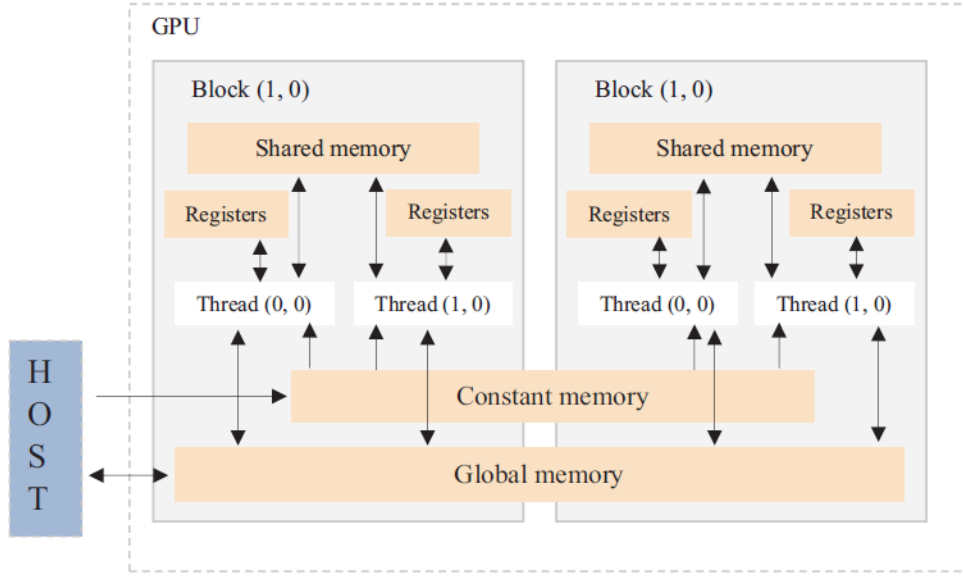 GPU
Block (1, 0)
Shared memory
Registers
Registers
Thread (0, 0)
Thread (1, 0)
Block (1, 0)
Shared memory
Registers
Registers
Thread (0, 0)
Thread (1, 0)
H
O
S
T
Constant memory
Global memory